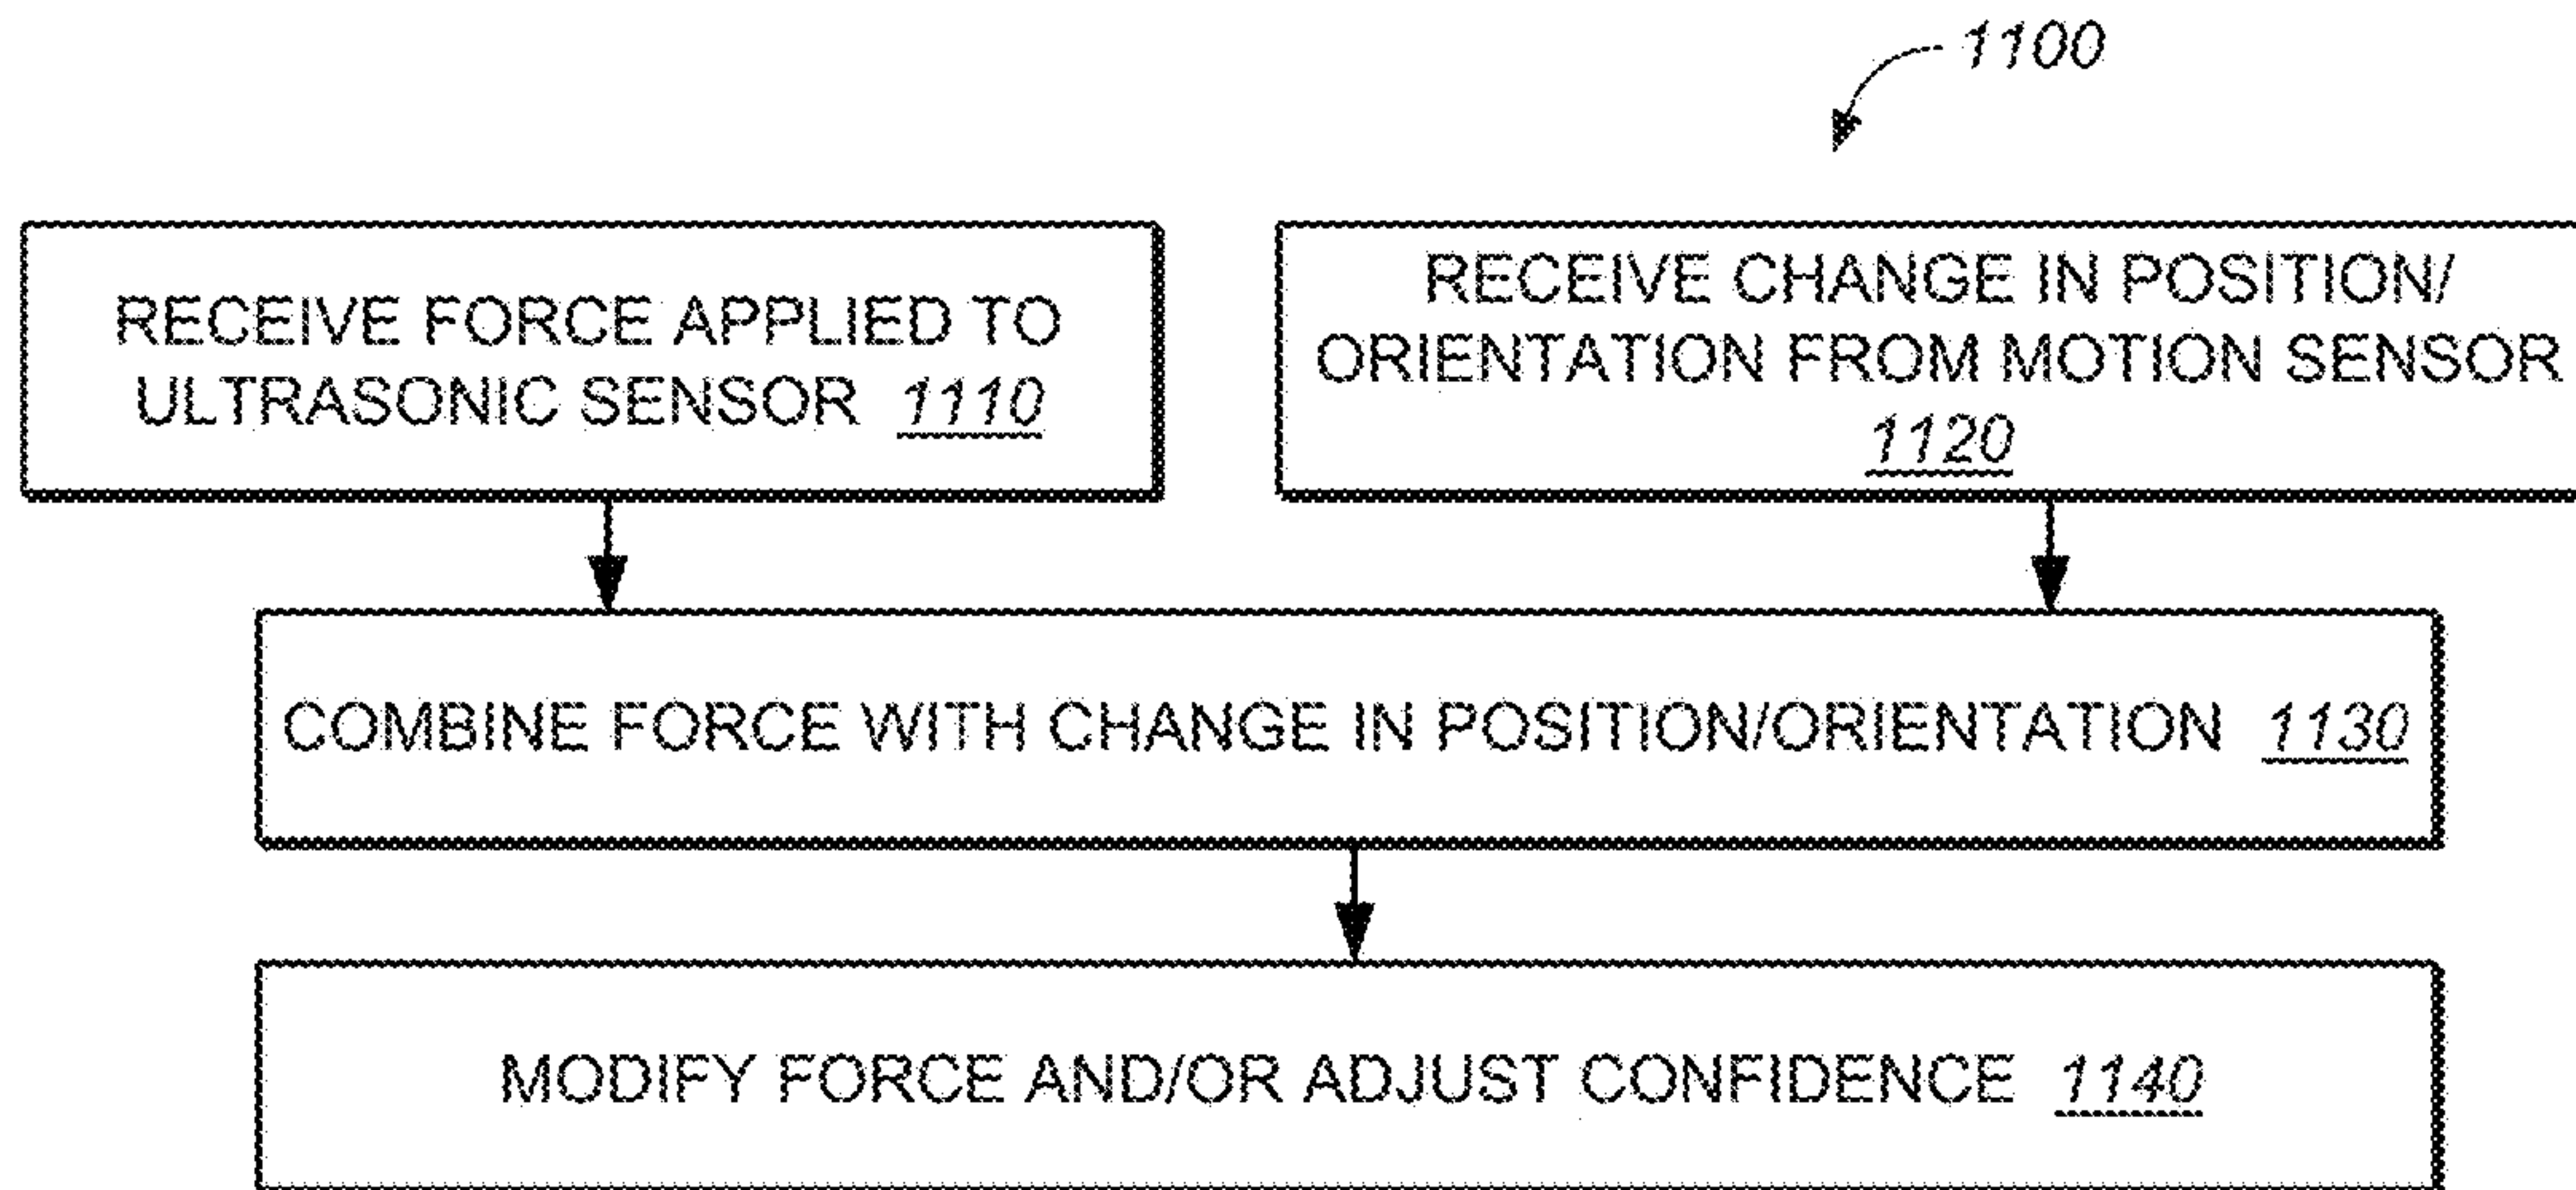 1100
RECEIVE FORCE APPLIED TO
ULTRASONIC SENSOR 1110
RECEIVE CHANGE IN POSITION/
ORIENTATION FROM MOTION SENSOR
1120
COMBINE FORCE WITH CHANGE IN POSITION/ORIENTATION 1130
MODIFY FORCE AND/OR ADJUST CONFIDENCE 1140